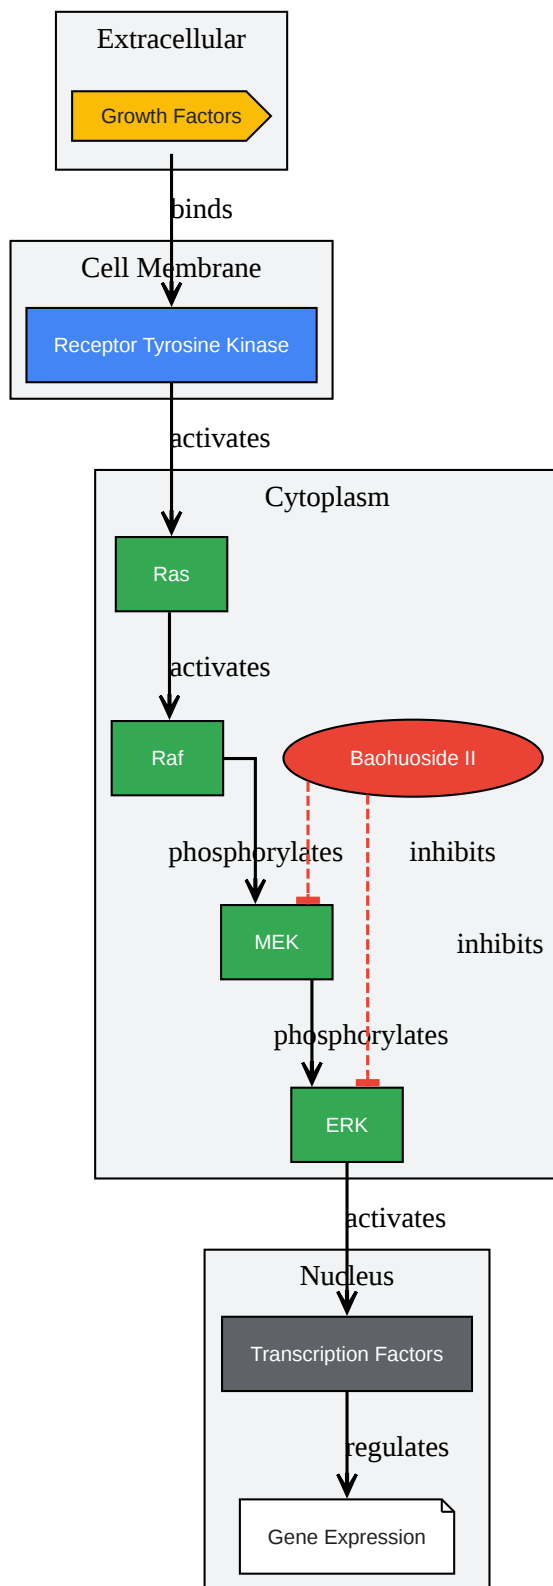 Extracellular
Growth Factors
binds
Cell Membrane
Receptor Tyrosine Kinase
activates
Cytoplasm
Ras
activates
Raf
Baohuoside II
phosphorylates
inhibits
MEK
inhibits
phosphorylates
ERK
activates
Nucleus
Transcription Factors
regulates
Gene Expression